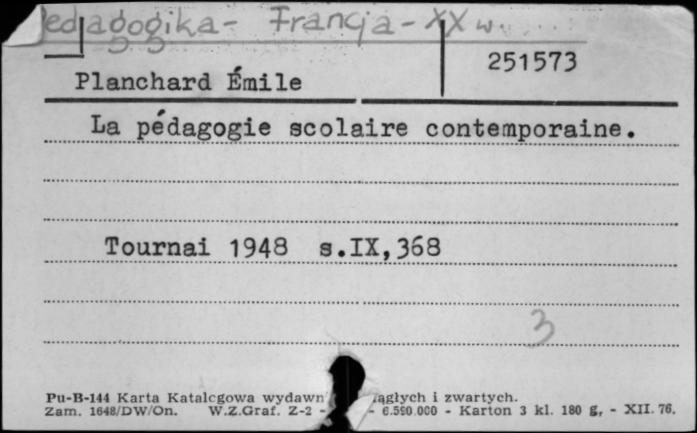 Pedagogika - Francja - XX w.
251573
Planchard Émile
La pédagogie scolaire contemporaine.
Tournai 1948 s.IX,368
3
Pu-B-144 Karta Katalogowa wydawn ągłych i zwartych.
Zam. 1648/DW/On. W.Z.Graf. Z-2 - - 6.590.000 - Karton 3 kl. 180 g, - XII. 76.